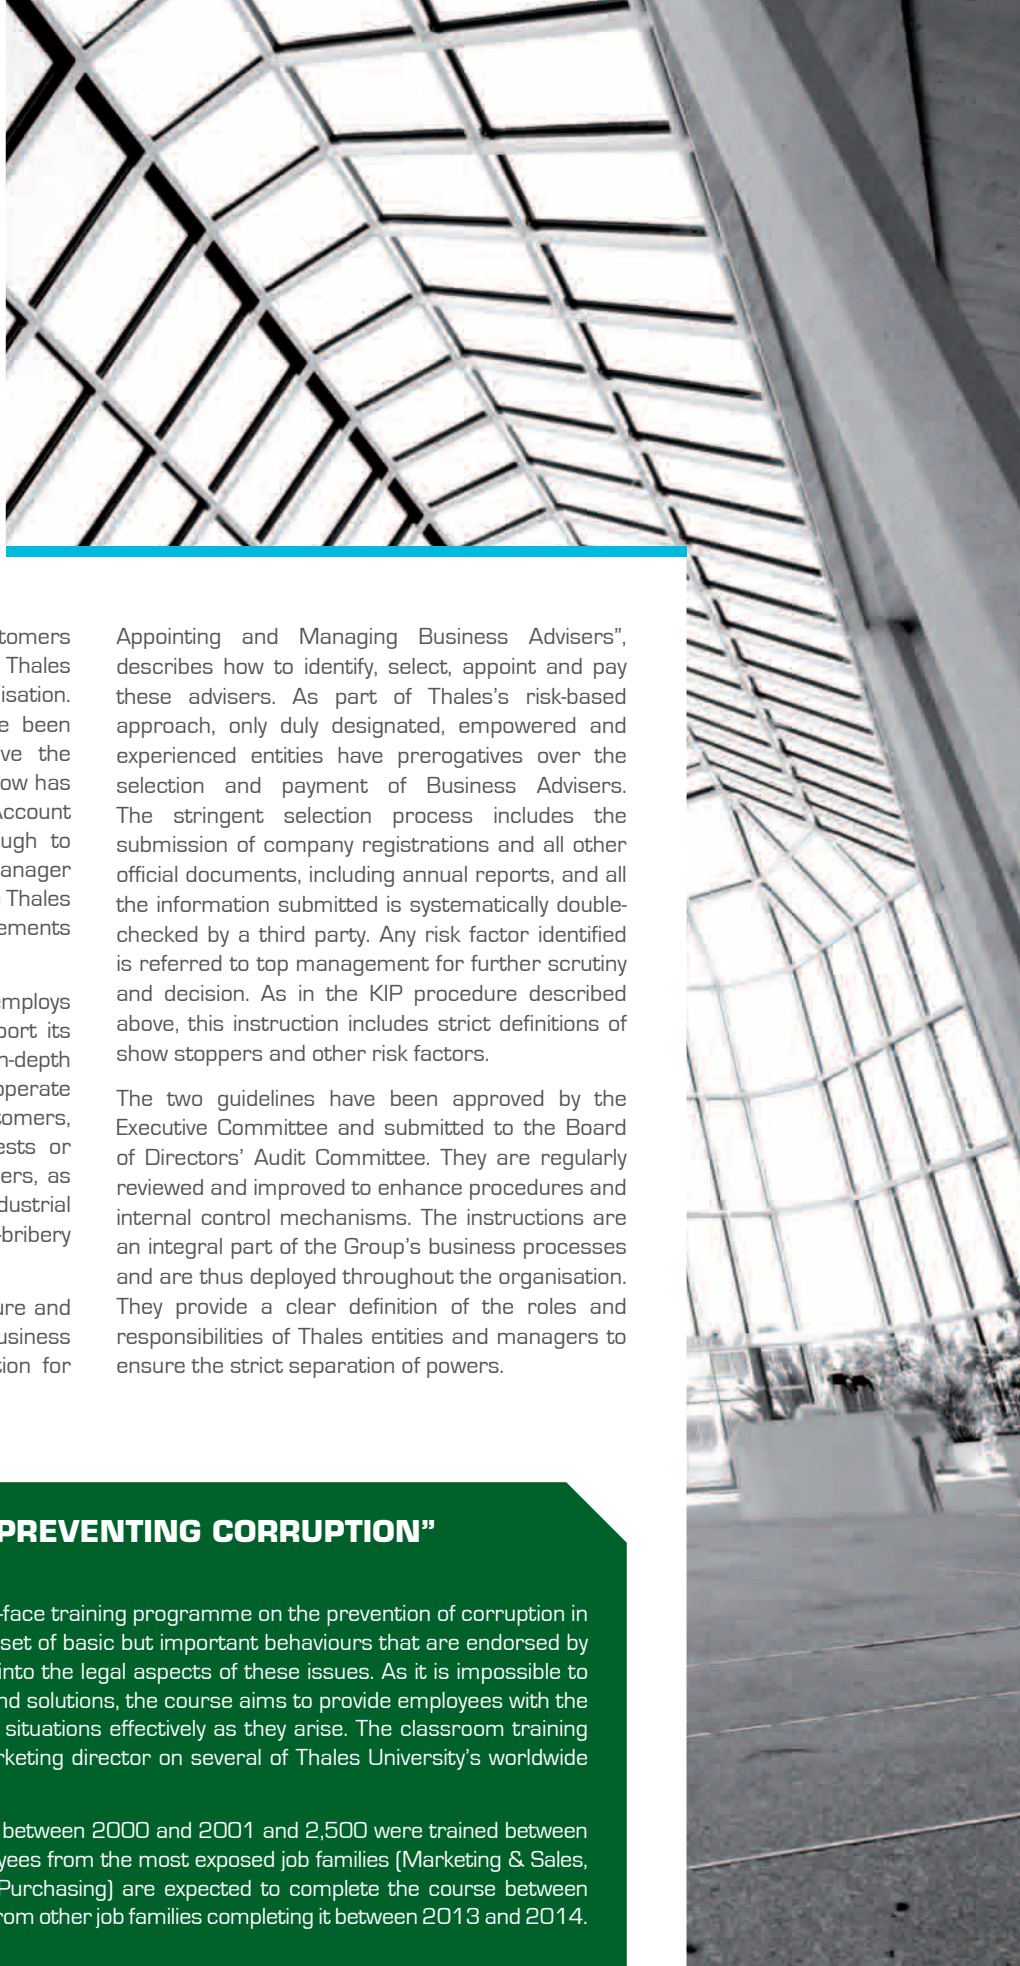 tomers
Thales
isation.
e been
ve the
ow has
Account
ugh to
anager
Thales
ements
employs
port its
n-depth
operate
tomers,
ests or
ers, as
dustrial
-bribery
ure and
usiness
tion for
Appointing and Managing Business Advisers”,
describes how to identify, select, appoint and pay
these advisers. As part of Thales’s risk-based
approach, only duly designated, empowered and
experienced entities have prerogatives over the
selection and payment of Business Advisers.
The stringent selection process includes the
submission of company registrations and all other
official documents, including annual reports, and all
the information submitted is systematically double-
checked by a third party. Any risk factor identified
is referred to top management for further scrutiny
and decision. As in the KIP procedure described
above, this instruction includes strict definitions of
show stoppers and other risk factors.
The two guidelines have been approved by the
Executive Committee and submitted to the Board
of Directors’ Audit Committee. They are regularly
reviewed and improved to enhance procedures and
internal control mechanisms. The instructions are
an integral part of the Group’s business processes
and are thus deployed throughout the organisation.
They provide a clear definition of the roles and
responsibilities of Thales entities and managers to
ensure the strict separation of powers.
PREVENTING CORRUPTION”
-face training programme on the prevention of corruption in
set of basic but important behaviours that are endorsed by
into the legal aspects of these issues. As it is impossible to
nd solutions, the course aims to provide employees with the
situations effectively as they arise. The classroom training
rketing director on several of Thales University’s worldwide
between 2000 and 2001 and 2,500 were trained between
yees from the most exposed job families (Marketing & Sales,
Purchasing) are expected to complete the course between
rom other job families completing it between 2013 and 2014.